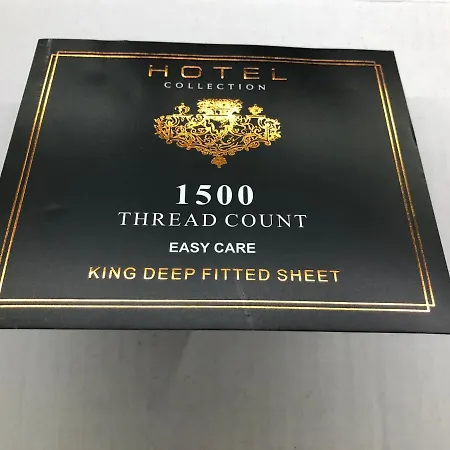 HOTEL
COLLECTION
1500
THREAD COUNT
EASY CARE
KING DEEP FITTED SHEET